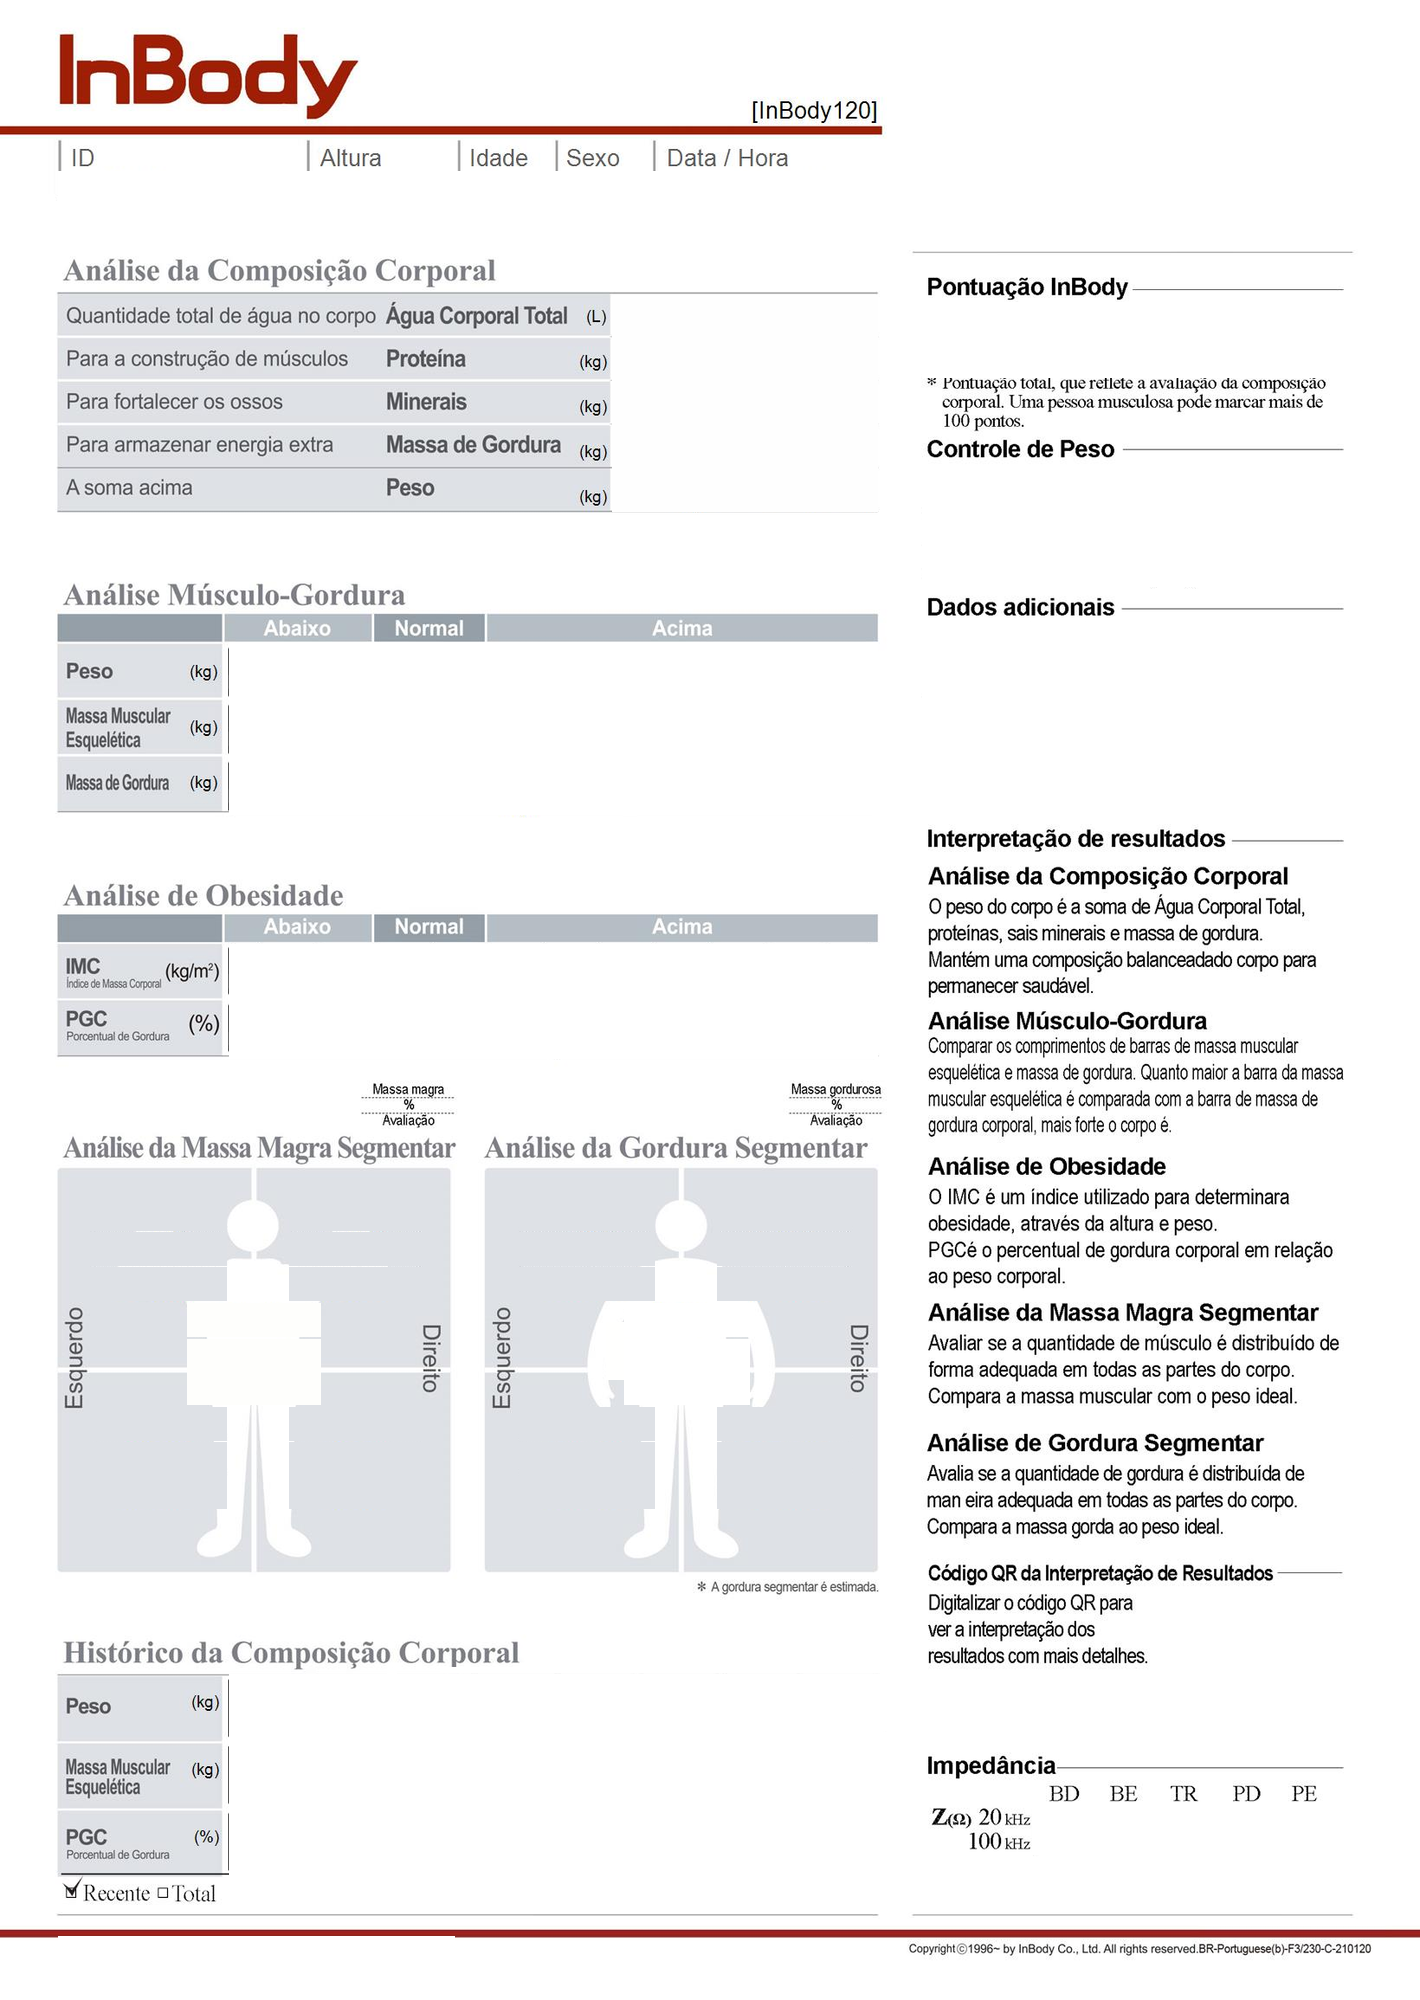 InBody
[InBody120]
ID Altura Idade Sexo Data / Hora
Análise da Composição Corporal
Quantidade total de água no corpo Água Corporal Total (L)
Para a construção de músculos Proteína (kg)
Para fortalecer os ossos Minerais (kg)
Para armazenar energia extra Massa de Gordura (kg)
A soma acima Peso (kg)
Análise Músculo-Gordura
Abaixo Normal Acima
Peso (kg)
Massa Muscular
Esquelética (kg)
Massa de Gordura (kg)
Análise de Obesidade
Abaixo Normal Acima
IMC (kg/m²)
Índice de Massa Corporal
PGC (%)
Porcentual de Gordura
Massa magra
%
Avaliação
Análise da Massa Magra Segmentar
Esquerdo
Direito
Massa gordurosa
%
Avaliação
Análise da Gordura Segmentar
Esquerdo
Direito
* A gordura segmentar é estimada.
Histórico da Composição Corporal
Peso (kg)
Massa Muscular
Esquelética (kg)
PGC (%)
Porcentual de Gordura
Recente Total
Pontuação InBody
* Pontuação total, que reflete a avaliação da composição
corporal. Uma pessoa musculosa pode marcar mais de
100 pontos.
Controle de Peso
Dados adicionais
Interpretação de resultados
Análise da Composição Corporal
O peso do corpo é a soma de Água Corporal Total,
proteínas, sais minerais e massa de gordura.
Mantém uma composição balanceadado corpo para
permanecer saudável.
Análise Músculo-Gordura
Comparar os comprimentos de barras de massa muscular
esquelética e massa de gordura. Quanto maior a barra da massa
muscular esquelética é comparada com a barra de massa de
gordura corporal, mais forte o corpo é.
Análise de Obesidade
O IMC é um índice utilizado para determinara
obesidade, através da altura e peso.
PGCé o percentual de gordura corporal em relação
ao peso corporal.
Análise da Massa Magra Segmentar
Avaliar se a quantidade de músculo é distribuído de
forma adequada em todas as partes do corpo.
Compara a massa muscular com o peso ideal.
Análise de Gordura Segmentar
Avalia se a quantidade de gordura é distribuída de
man eira adequada em todas as partes do corpo.
Compara a massa gorda ao peso ideal.
Código QR da Interpretação de Resultados
Digitalizar o código QR para
ver a interpretação dos
resultados com mais detalhes.
Impedância
BD BE TR PD PE
Z(Ω) 20 kHz
100 kHz
Copyright©1996~ by InBody Co., Ltd. All rights reserved.BR-Portuguese(b)-F3/230-C-210120